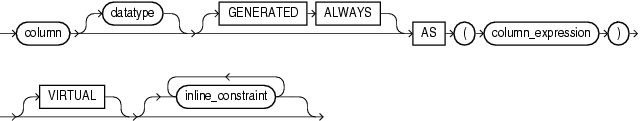 column datatype GENERATED ALWAYS AS ( column_expression )
VIRTUAL inline_constraint